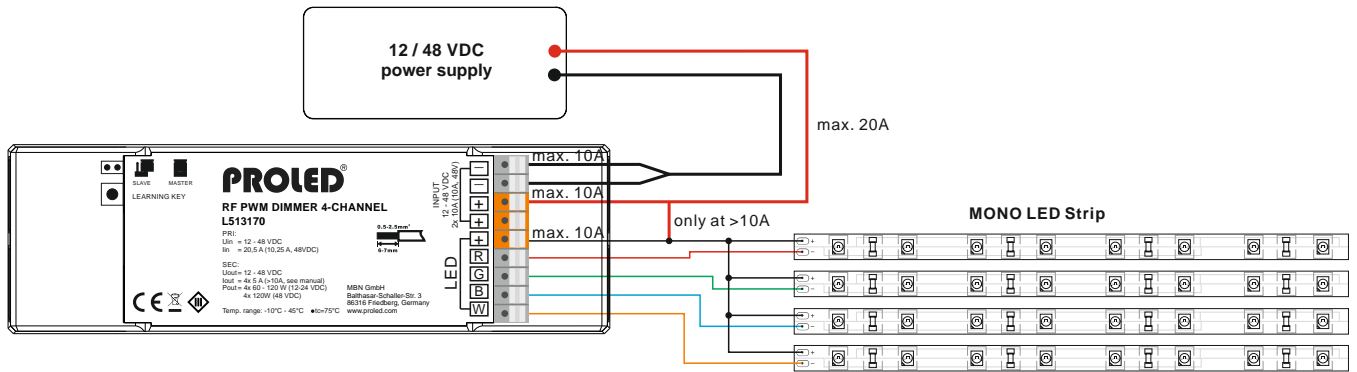 12 / 48 VDC
power supply
max. 20A
max. 10A
max. 10A
only at >10A
max. 10A
MONO LED Strip
SLAVE MASTER
LEARNING KEY
PROLED®
RF PWM DIMMER 4-CHANNEL
L513170
PRI:
Uin = 12 - 48 VDC
Iin = 20,5 A (10,25 A, 48VDC)
SEC:
Uout = 12 - 48 VDC
Iout = 4x 5 A (>10A, see manual)
Pout = 4x 60 - 120 W (12-24 VDC)
4x 120W (48 VDC)
Temp. range: -10°C - 45°C ●tc=75°C
0.5-2.5mm²
6-7mm
MBN GmbH
Balthasar-Schaller-Str. 3
86316 Friedberg, Germany
www.proled.com
CE
III
INPUT
12 - 48 VDC
2x 10A (10A, 48V)
LED
−
−
+
+
+
R
G
B
W
+
−
+
−
+
−
+
−